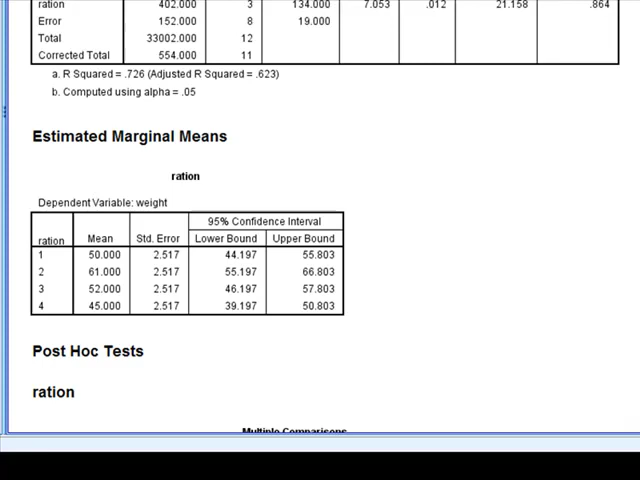 ration 402.000 3 134.000 7.053 .012 21.158 .864
Error 152.000 8 19.000
Total 33002.000 12
Corrected Total 554.000 11
a. R Squared = .726 (Adjusted R Squared = .623)
b. Computed using alpha = .05
Estimated Marginal Means
ration
Dependent Variable: weight
95% Confidence Interval
ration Mean Std. Error Lower Bound Upper Bound
1 50.000 2.517 44.197 55.803
2 61.000 2.517 55.197 66.803
3 52.000 2.517 46.197 57.803
4 45.000 2.517 39.197 50.803
Post Hoc Tests
ration
Multiple Comparisons